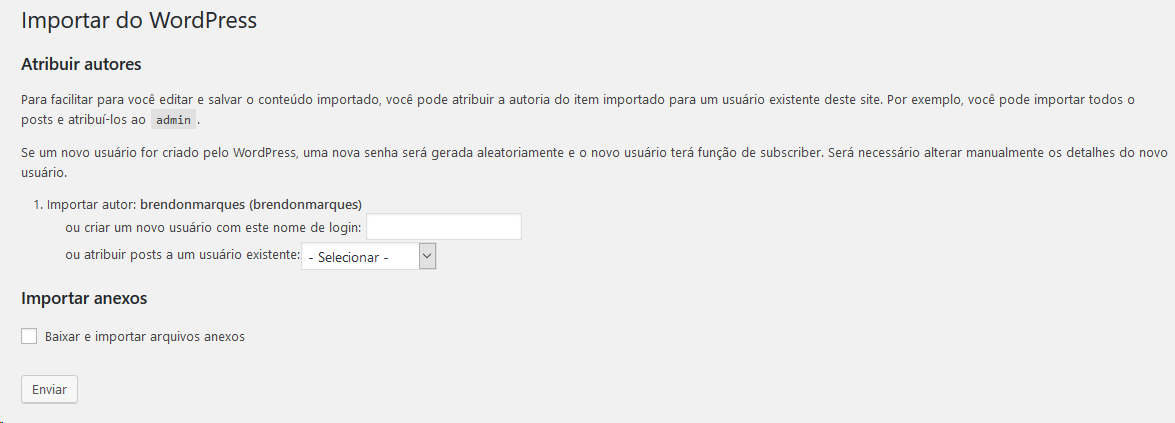 Importar do WordPress
Atribuir autores
Para facilitar para você editar e salvar o conteúdo importado, você pode atribuir a autoria do item importado para um usuário existente deste site. Por exemplo, você pode importar todos o
posts e atribuí-los ao admin .
Se um novo usuário for criado pelo WordPress, uma nova senha será gerada aleatoriamente e o novo usuário terá função de subscriber. Será necessário alterar manualmente os detalhes do novo
usuário.
1. Importar autor: brendonmarques (brendonmarques)
ou criar um novo usuário com este nome de login:
ou atribuir posts a um usuário existente: - Selecionar -
Importar anexos
Baixar e importar arquivos anexos
Enviar